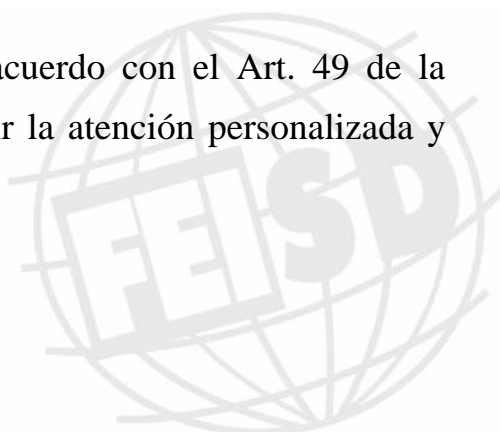 acuerdo con el Art. 49 de la
r la atención personalizada y
FEISD